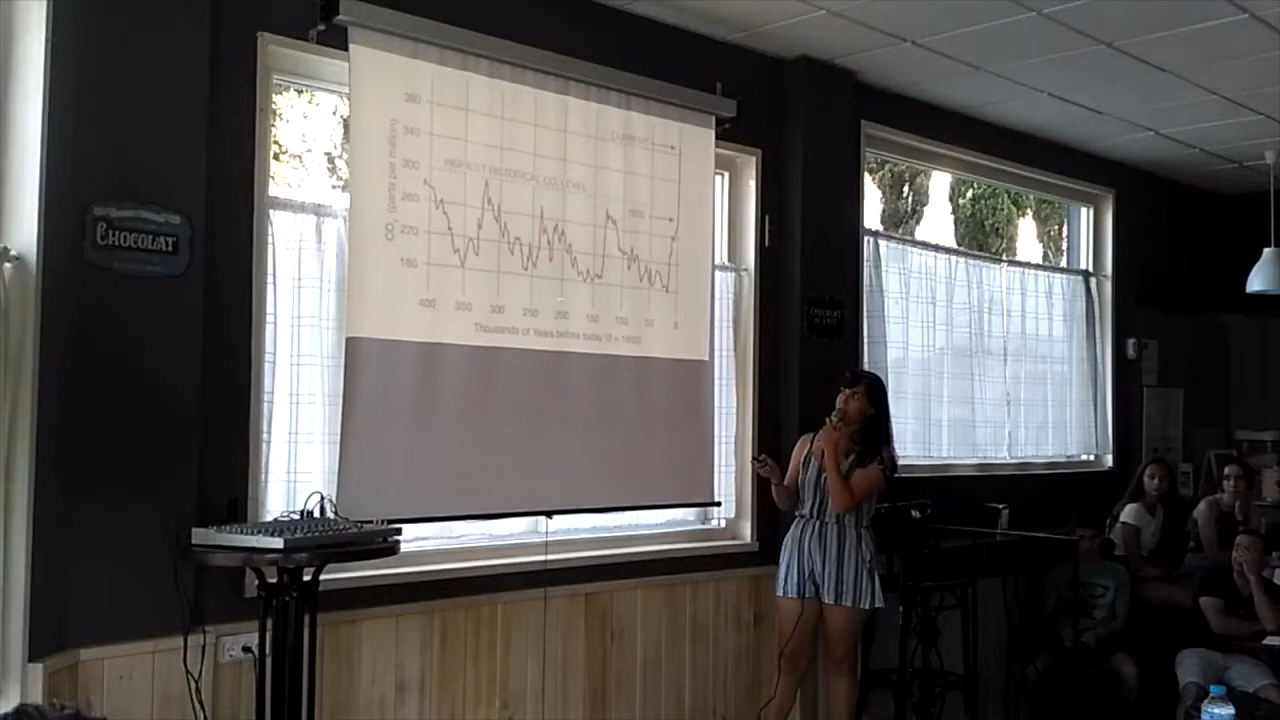 CHOCOLAT
380
340
300
260
220
180
CO₂ (parts per million)
CURRENT
HIGHEST HISTORICAL CO₂ LEVEL
1950
400 350 300 250 200 150 100 50 0
Thousands of Years before today (0 = 1950)
CHOCOLAT